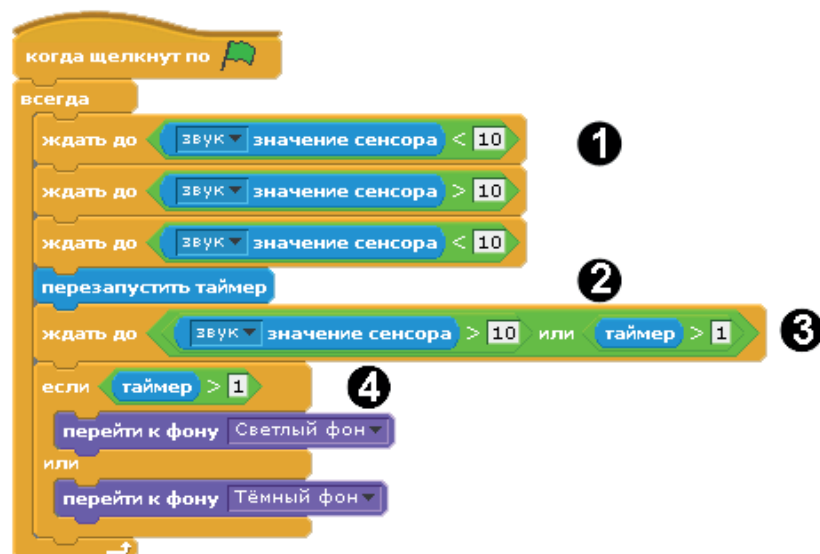 когда щелкнут по
всегда
ждать до звук значение сенсора < 10
1
ждать до звук значение сенсора > 10
ждать до звук значение сенсора < 10
перезапустить таймер
2
ждать до звук значение сенсора > 10 или таймер > 1
3
если таймер > 1
4
перейти к фону Светлый фон
или
перейти к фону Тёмный фон